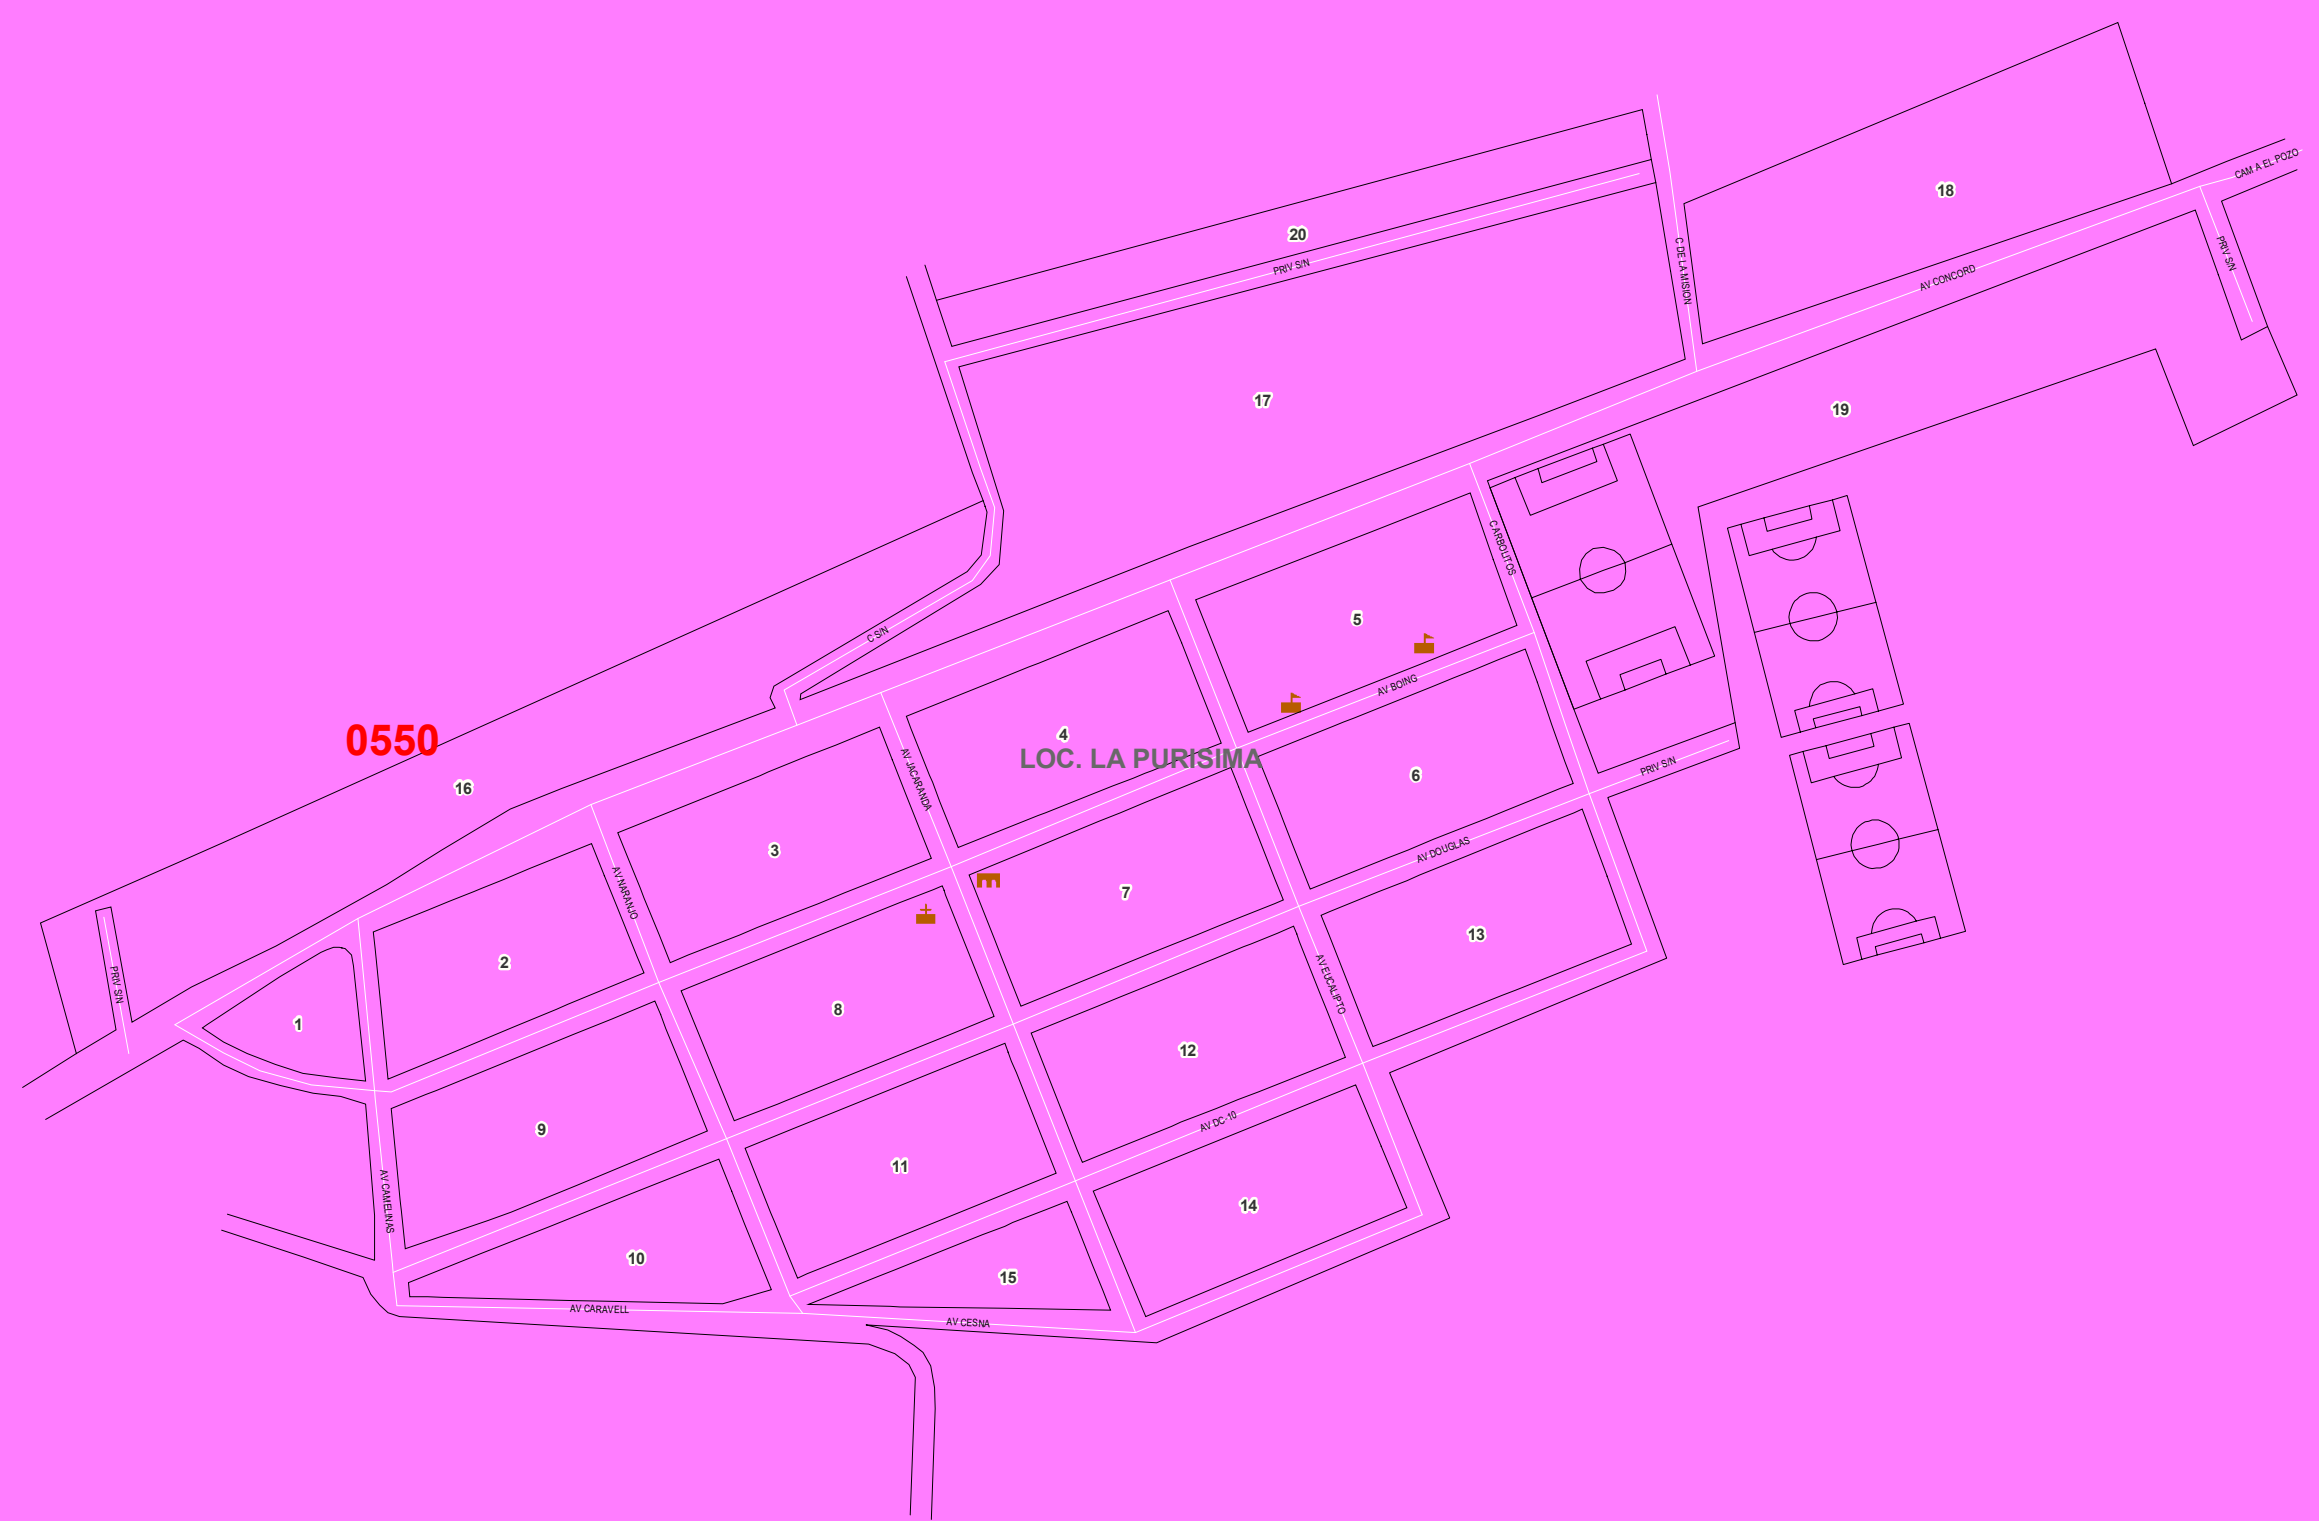 CAM A EL POZO
18
20
PRIV S/N
PRIV S/N
C DE LA MISION
AV CONCORD
17
19
CARBOLITOS
5
C S/N
AV BOING
4
0550
LOC. LA PURISIMA
PRIV S/N
6
16
AV JACARANDA
3
AV DOUGLAS
7
AV NARANJO
13
2
PRIV S/N
AV EUCALIPTO
8
1
12
AV DC-10
9
11
AV CAMELINAS
14
10
15
AV CARAVELL
AV CESNA